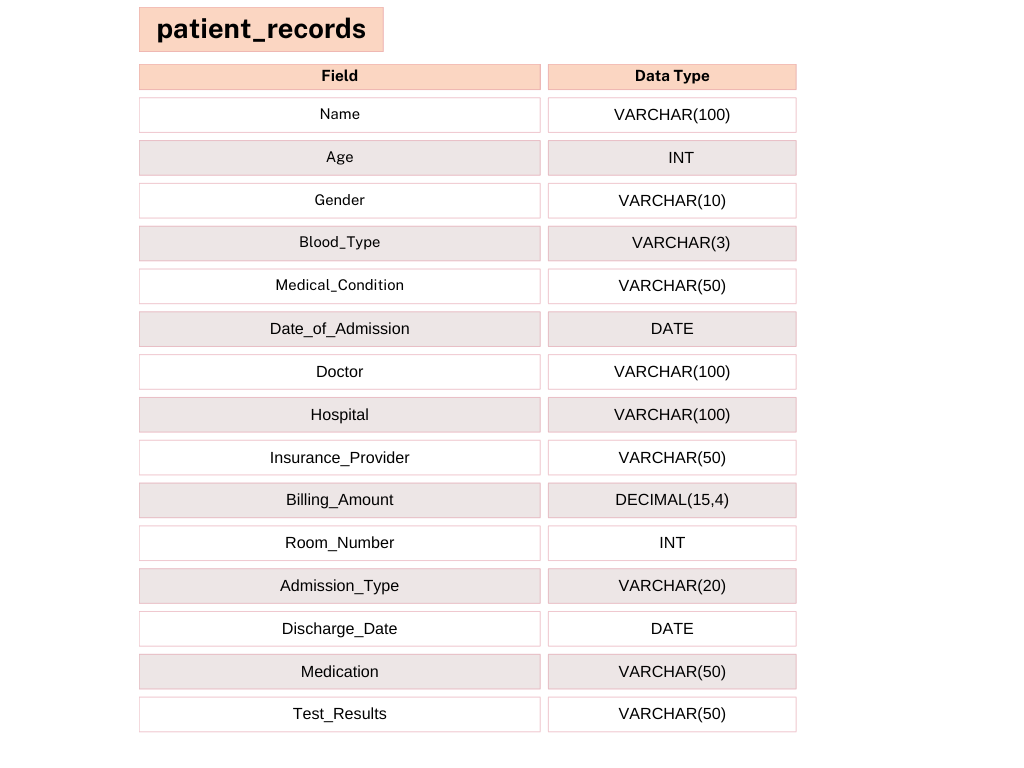 patient_records
Field Data Type
Name VARCHAR(100)
Age INT
Gender VARCHAR(10)
Blood_Type VARCHAR(3)
Medical_Condition VARCHAR(50)
Date_of_Admission DATE
Doctor VARCHAR(100)
Hospital VARCHAR(100)
Insurance_Provider VARCHAR(50)
Billing_Amount DECIMAL(15,4)
Room_Number INT
Admission_Type VARCHAR(20)
Discharge_Date DATE
Medication VARCHAR(50)
Test_Results VARCHAR(50)